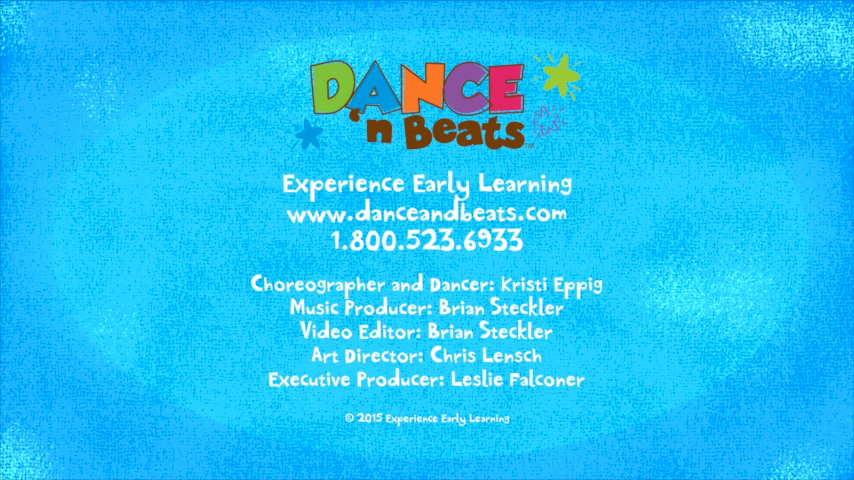 DANCE
'n Beats™
Experience Early Learning
www.danceandbeats.com
1.800.523.6933
Choreographer and Dancer: Kristi Eppig
Music Producer: Brian Steckler
Video Editor: Brian Steckler
Art Director: Chris Lensch
Executive Producer: Leslie Falconer
© 2015 Experience Early Learning